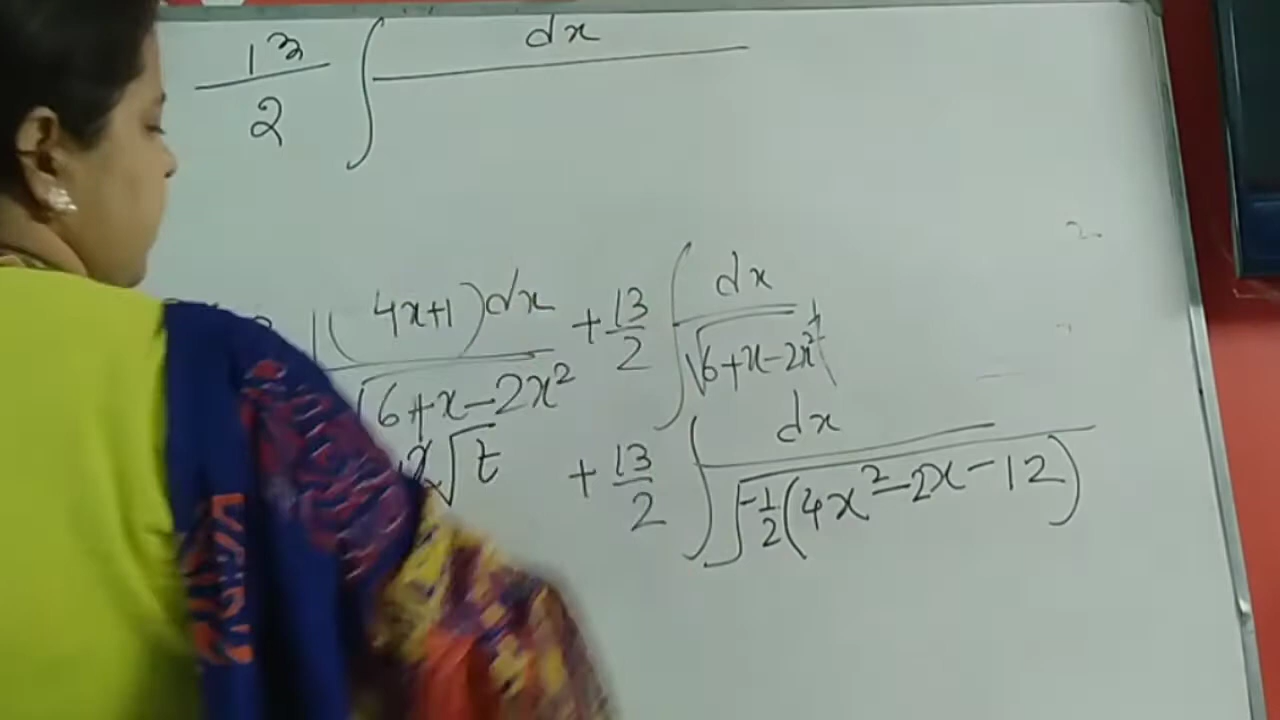 13/2 ∫ dx
∫ (4x+1)dx / √(6+x-2x²) + 13/2 ∫ dx / √(6+x-2x²)
2√t + 13/2 ∫ dx / √(-1/2 (4x²-2x-12))